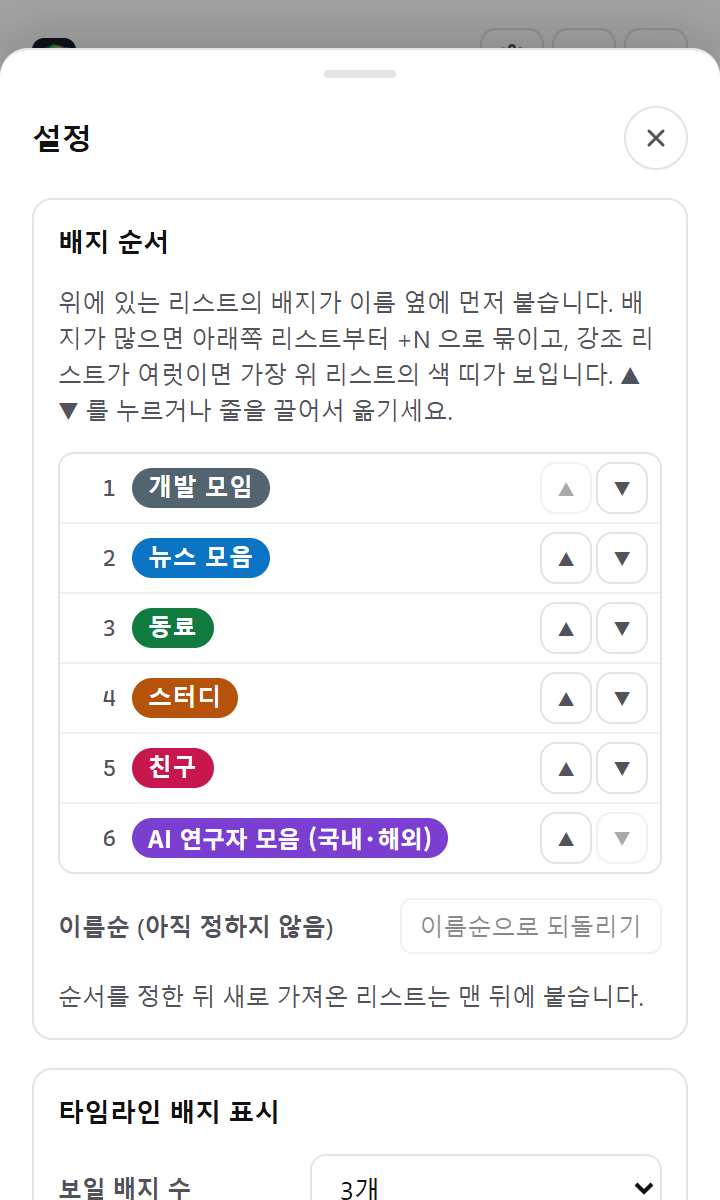 설정
배지 순서
위에 있는 리스트의 배지가 이름 옆에 먼저 붙습니다. 배
지가 많으면 아래쪽 리스트부터 +N 으로 묶이고, 강조 리
스트가 여럿이면 가장 위 리스트의 색 띠가 보입니다. ▲
▼ 를 누르거나 줄을 끌어서 옮기세요.
1 개발 모임 ▲ ▼
2 뉴스 모음 ▲ ▼
3 동료 ▲ ▼
4 스터디 ▲ ▼
5 친구 ▲ ▼
6 AI 연구자 모음 (국내·해외) ▲ ▼
이름순 (아직 정하지 않음) 이름순으로 되돌리기
순서를 정한 뒤 새로 가져온 리스트는 맨 뒤에 붙습니다.
타임라인 배지 표시
보일 배지 수 3개